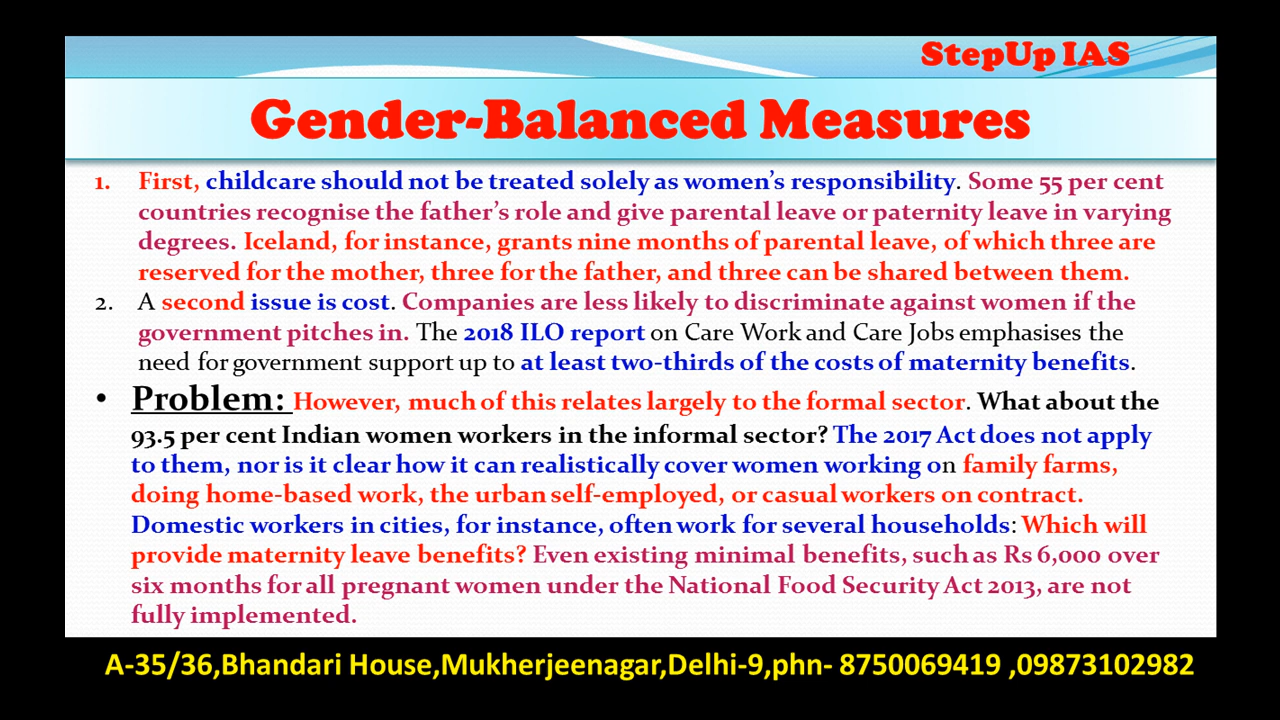 StepUp IAS
Gender-Balanced Measures
1. First, childcare should not be treated solely as women's responsibility. Some 55 per cent
countries recognise the father's role and give parental leave or paternity leave in varying
degrees. Iceland, for instance, grants nine months of parental leave, of which three are
reserved for the mother, three for the father, and three can be shared between them.
2. A second issue is cost. Companies are less likely to discriminate against women if the
government pitches in. The 2018 ILO report on Care Work and Care Jobs emphasises the
need for government support up to at least two-thirds of the costs of maternity benefits.
• Problem: However, much of this relates largely to the formal sector. What about the
93.5 per cent Indian women workers in the informal sector? The 2017 Act does not apply
to them, nor is it clear how it can realistically cover women working on family farms,
doing home-based work, the urban self-employed, or casual workers on contract.
Domestic workers in cities, for instance, often work for several households: Which will
provide maternity leave benefits? Even existing minimal benefits, such as Rs 6,000 over
six months for all pregnant women under the National Food Security Act 2013, are not
fully implemented.
A-35/36,Bhandari House,Mukherjeenagar,Delhi-9,phn- 8750069419 ,09873102982